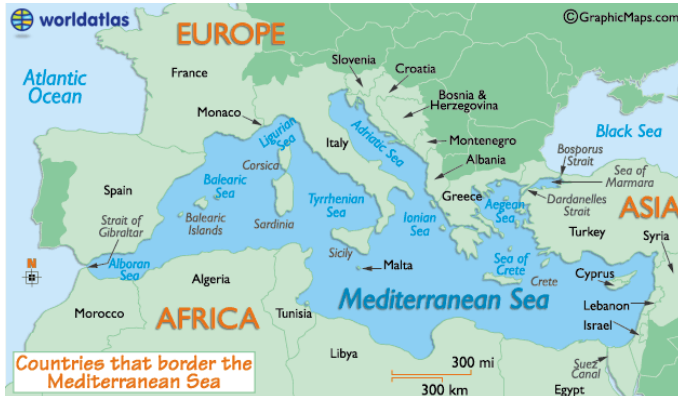 worldatlas
©GraphicMaps.com
EUROPE
Atlantic
Ocean
France
Slovenia
Croatia
Bosnia &
Herzegovina
Monaco
Ligurian
Sea
Italy
Adriatic Sea
Montenegro
Albania
Black Sea
Bosporus
Strait
Sea of
Marmara
Corsica
Spain
Balearic
Sea
Tyrrhenian
Sea
Greece
Aegean
Sea
Dardanelles
Strait
ASIA
Strait of
Gibraltar
Balearic
Islands
Sardinia
Ionian
Sea
Turkey
Syria
Sicily
N
Alboran
Sea
Algeria
Malta
Sea of
Crete
Crete
Cyprus
Mediterranean Sea
Lebanon
Morocco
AFRICA
Tunisia
Israel
Libya
Suez
Canal
Egypt
Countries that border the
Mediterranean Sea
300 mi
300 km